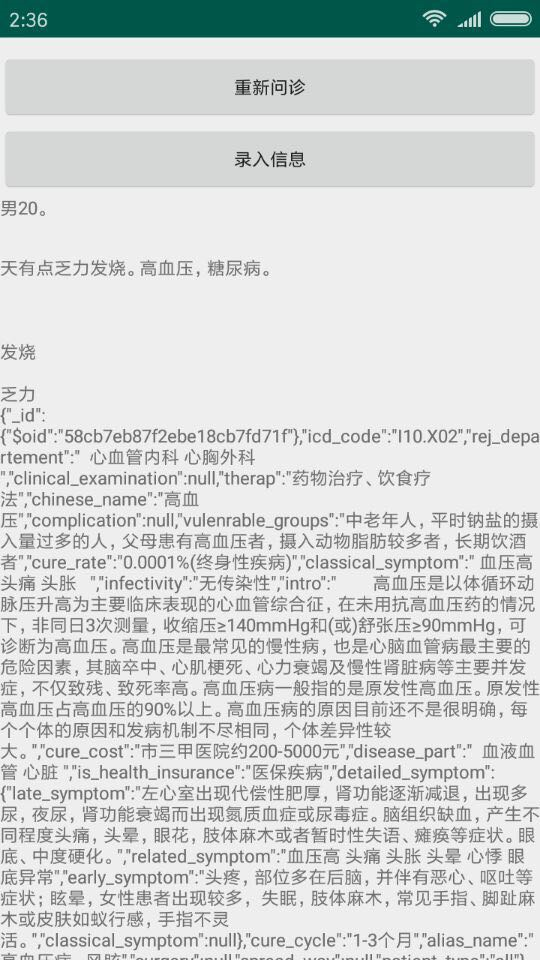 2:36
重新问诊
录入信息
男20。
天有点乏力发烧。高血压，糖尿病。
发烧
乏力
{"_id":
{"$oid":"58cb7eb87f2ebe18cb7fd71f"},"icd_code":"I10.X02","rej_depa
rtement":"  心血管内科 心胸外科
","clinical_examination":null,"therap":"药物治疗、饮食疗
法","chinese_name":"高血
压","complication":null,"vulenrable_groups":"中老年人，平时钠盐的摄
入量过多的人，父母患有高血压者，摄入动物脂肪较多者，长期饮酒
者","cure_rate":"0.0001%(终身性疾病)","classical_symptom":" 血压高
头痛 头胀   ","infectivity":"无传染性","intro":"       高血压是以体循环动
脉压升高为主要临床表现的心血管综合征，在未用抗高血压药的情况
下，非同日3次测量，收缩压≥140mmHg和(或)舒张压≥90mmHg，可
诊断为高血压。高血压是最常见的慢性病，也是心脑血管病最主要的
危险因素，其脑卒中、心肌梗死、心力衰竭及慢性肾脏病等主要并发
症，不仅致残、致死率高。高血压病一般指的是原发性高血压。原发性
高血压占高血压的90%以上。高血压病的原因目前还不是很明确，每
个个体的原因和发病机制不尽相同，个体差异性较
大。","cure_cost":"市三甲医院约200-5000元","disease_part":"  血液血
管 心脏 ","is_health_insurance":"医保疾病","detailed_symptom":
{"late_symptom":"左心室出现代偿性肥厚，肾功能逐渐减退，出现多
尿，夜尿，肾功能衰竭而出现氮质血症或尿毒症。脑组织缺血，产生不
同程度头痛，头晕，眼花，肢体麻木或者暂时性失语、瘫痪等症状。眼
底、中度硬化。","related_symptom":"血压高 头痛 头胀 头晕 心悸 眼
底异常","early_symptom":"头疼，部位多在后脑，并伴有恶心、呕吐等
症状；眩晕，女性患者出现较多， 失眠，肢体麻木，常见手指、脚趾麻
木或皮肤如蚁行感，手指不灵
活。","classical_symptom":null},"cure_cycle":"1-3个月","alias_name":"
高血压病、风眩","surgery":null,"spread_way":null,"patient_type":"all"}